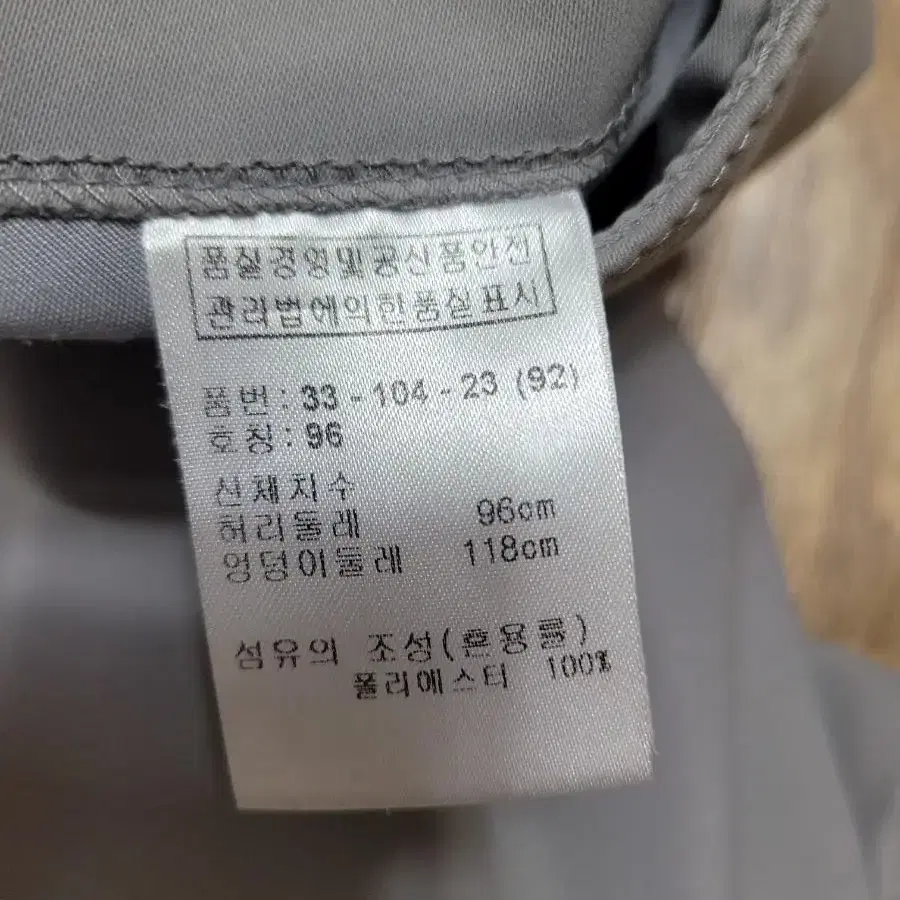 품실경영및공산품안전
관리법에의한품실표시
품번 : 33 - 104 - 23 (92)
호칭 : 96
신체치수
허리둘레 96cm
엉덩이둘레 118cm
섬유의 조성(혼용률)
폴리에스터 100%